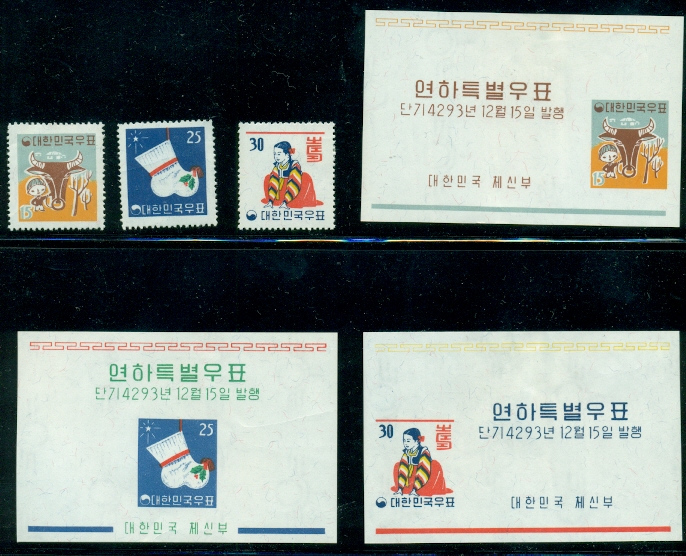 대한민국우표
15
25
대한민국우표
30
대한민국우표
연하특별우표
단기4293년 12월 15일 발행
대한민국우표
15
대한민국 체신부
연하특별우표
단기4293년 12월 15일 발행
25
대한민국우표
대한민국 체신부
연하특별우표
단기4293년 12월 15일 발행
30
대한민국우표
대한민국 체신부